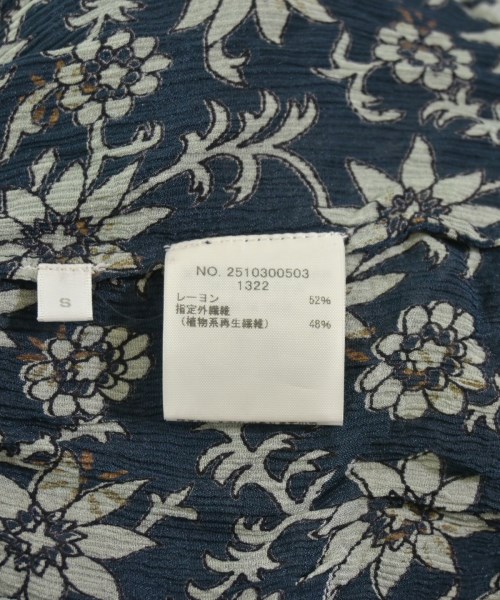 S
NO. 2510300503
1322
レーヨン 52%
指定外繊維
(植物系再生繊維) 48%